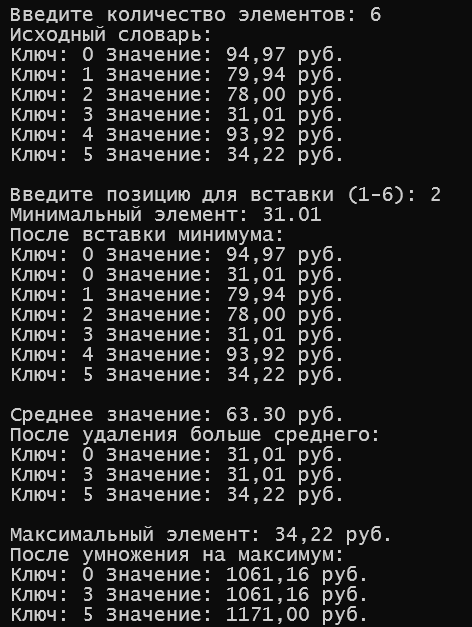 Введите количество элементов: 6
Исходный словарь:
Ключ: 0 Значение: 94,97 руб.
Ключ: 1 Значение: 79,94 руб.
Ключ: 2 Значение: 78,00 руб.
Ключ: 3 Значение: 31,01 руб.
Ключ: 4 Значение: 93,92 руб.
Ключ: 5 Значение: 34,22 руб.
Введите позицию для вставки (1-6): 2
Минимальный элемент: 31.01
После вставки минимума:
Ключ: 0 Значение: 94,97 руб.
Ключ: 0 Значение: 31,01 руб.
Ключ: 1 Значение: 79,94 руб.
Ключ: 2 Значение: 78,00 руб.
Ключ: 3 Значение: 31,01 руб.
Ключ: 4 Значение: 93,92 руб.
Ключ: 5 Значение: 34,22 руб.
Среднее значение: 63.30 руб.
После удаления больше среднего:
Ключ: 0 Значение: 31,01 руб.
Ключ: 3 Значение: 31,01 руб.
Ключ: 5 Значение: 34,22 руб.
Максимальный элемент: 34,22 руб.
После умножения на максимум:
Ключ: 0 Значение: 1061,16 руб.
Ключ: 3 Значение: 1061,16 руб.
Ключ: 5 Значение: 1171,00 руб.